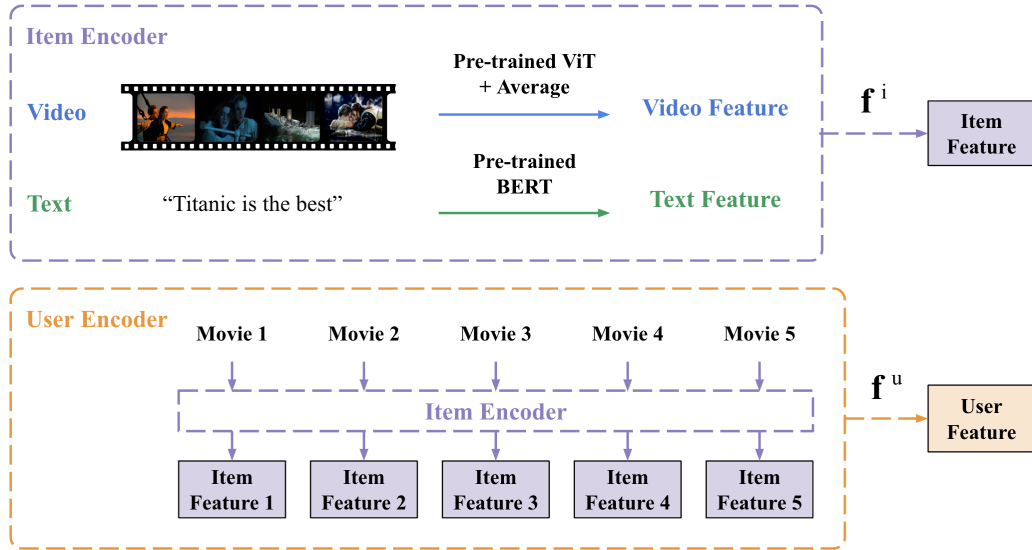 Item Encoder
Video
Pre-trained ViT
+ Average
Video Feature
Text
“Titanic is the best”
Pre-trained
BERT
Text Feature
f i
Item
Feature
User Encoder
Movie 1 Movie 2 Movie 3 Movie 4 Movie 5
Item Encoder
Item Item Item Item Item
Feature 1 Feature 2 Feature 3 Feature 4 Feature 5
f u
User
Feature